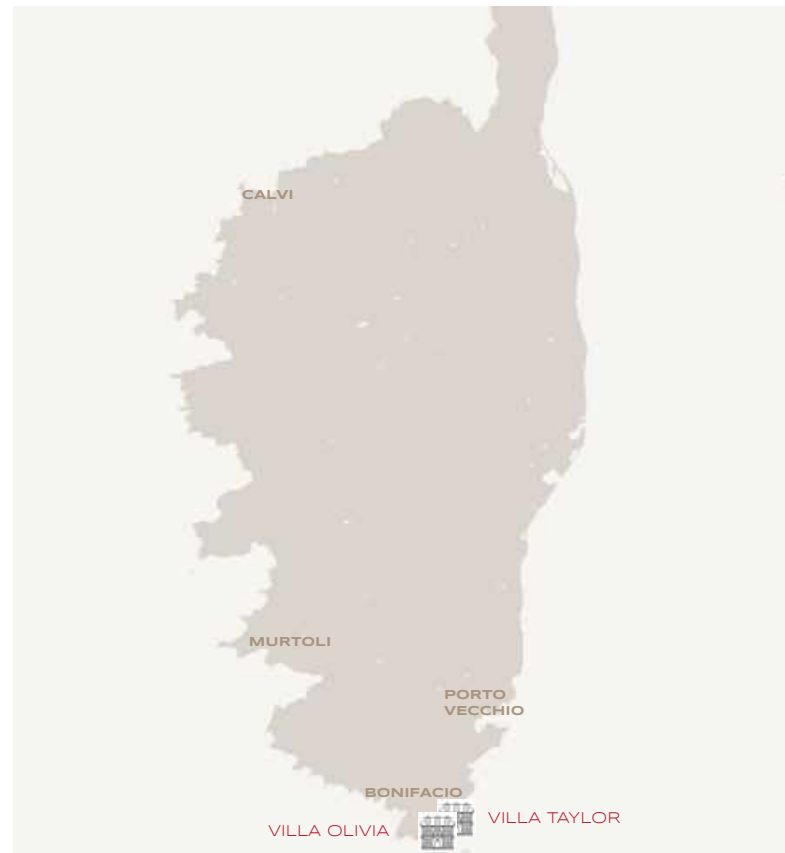 CALVI
MURTOLI
PORTO
VECCHIO
BONIFACIO
VILLA TAYLOR
VILLA OLIVIA